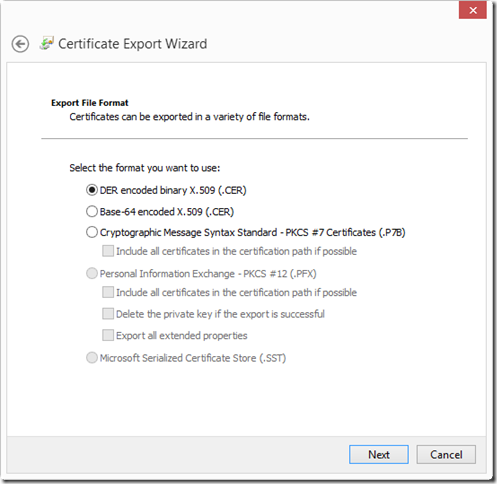 Certificate Export Wizard
Export File Format
Certificates can be exported in a variety of file formats.
Select the format you want to use:
DER encoded binary X.509 (.CER)
Base-64 encoded X.509 (.CER)
Cryptographic Message Syntax Standard - PKCS #7 Certificates (.P7B)
Include all certificates in the certification path if possible
Personal Information Exchange - PKCS #12 (.PFX)
Include all certificates in the certification path if possible
Delete the private key if the export is successful
Export all extended properties
Microsoft Serialized Certificate Store (.SST)
Next Cancel